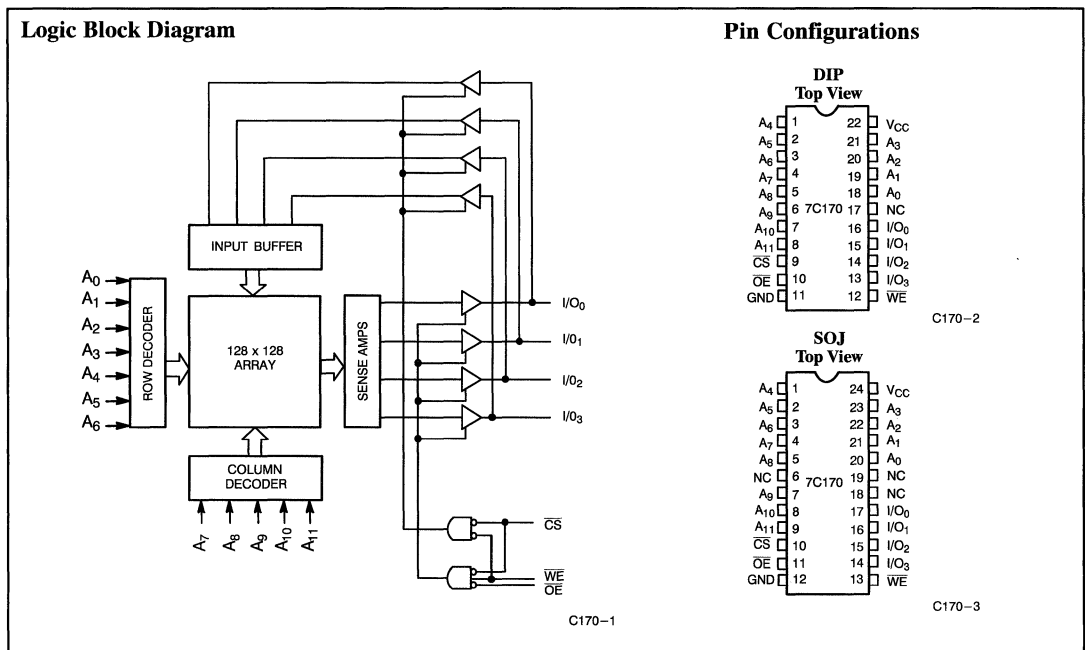 Logic Block Diagram
INPUT BUFFER
A0
A1
A2
A3
A4
A5
A6
ROW DECODER
128 x 128
ARRAY
SENSE AMPS
I/O0
I/01
I/02
I/03
COLUMN
DECODER
A7
A8
A9
A10
A11
CS
WE
OE
C170-1
Pin Configurations
DIP
Top View
A4 1 22 VCC
A5 2 21 A3
A6 3 20 A2
A7 4 19 A1
A8 5 18 A0
A9 6 7C170 17 NC
A10 7 16 I/O0
A11 8 15 I/O1
CS 9 14 I/O2
OE 10 13 I/O3
GND 11 12 WE
C170-2
SOJ
Top View
A4 1 24 VCC
A5 2 23 A3
A6 3 22 A2
A7 4 21 A1
A8 5 20 A0
NC 6 7C170 19 NC
A9 7 18 NC
A10 8 17 I/O0
A11 9 16 I/O1
CS 10 15 I/O2
OE 11 14 I/O3
GND 12 13 WE
C170-3